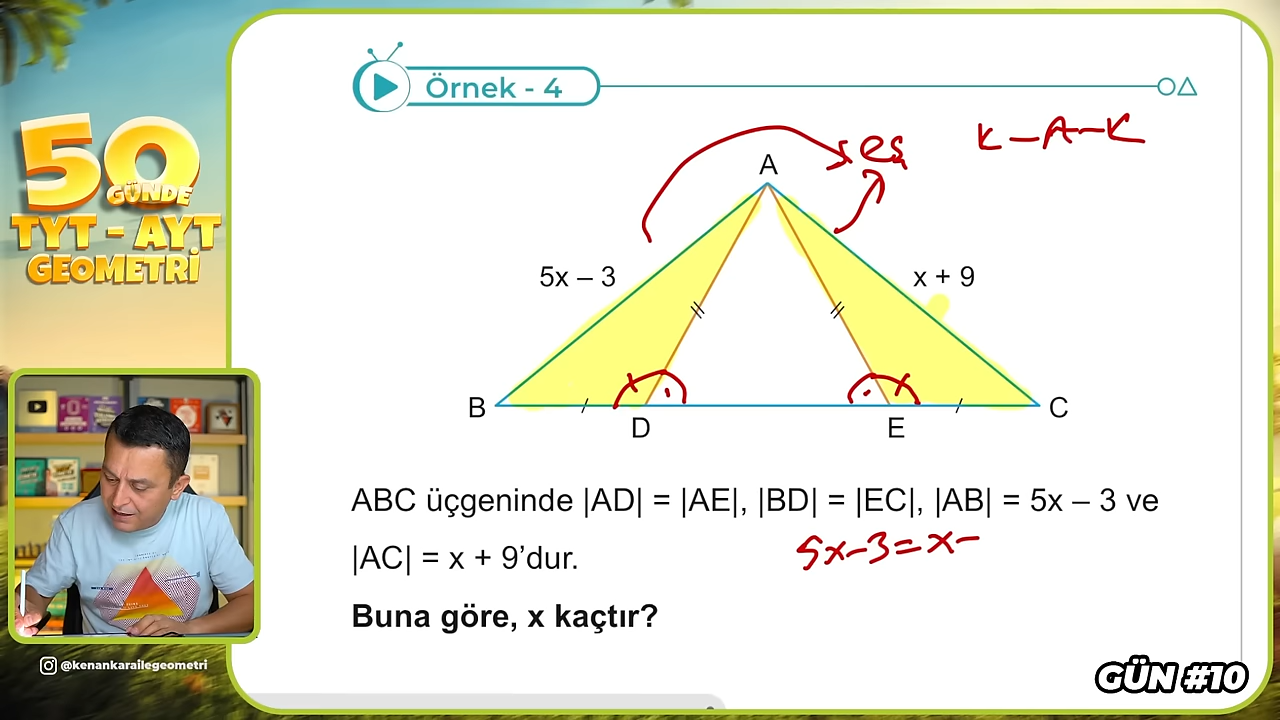 50
GÜNDE
TYT - AYT
GEOMETRİ
Örnek - 4
K-A-K
eş
A
5x – 3
x + 9
B
D
E
C
ABC üçgeninde |AD| = |AE|, |BD| = |EC|, |AB| = 5x – 3 ve
|AC| = x + 9’dur.
5x-3=x-
Buna göre, x kaçtır?
@kenankarailegeometri
GÜN #10